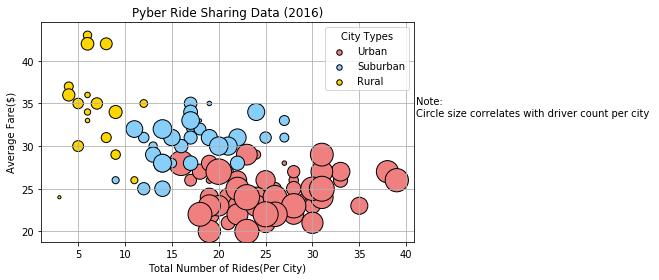 Pyber Ride Sharing Data (2016)
City Types
Urban
Suburban
Rural
Note:
Circle size correlates with driver count per city
Average Fare($)
40
35
30
25
20
5 10 15 20 25 30 35 40
Total Number of Rides(Per City)